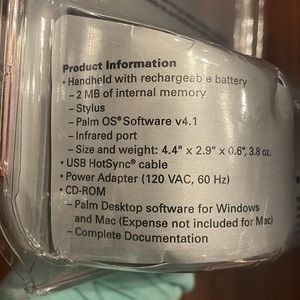 Product Information
• Handheld with rechargeable battery
– 2 MB of internal memory
– Stylus
– Palm OS® Software v4.1
– Infrared port
– Size and weight: 4.4" x 2.9" x 0.6", 3.8 oz.
• USB HotSync® cable
• Power Adapter (120 VAC, 60 Hz)
• CD-ROM
– Palm Desktop software for Windows
and Mac (Expense not included for Mac)
– Complete Documentation